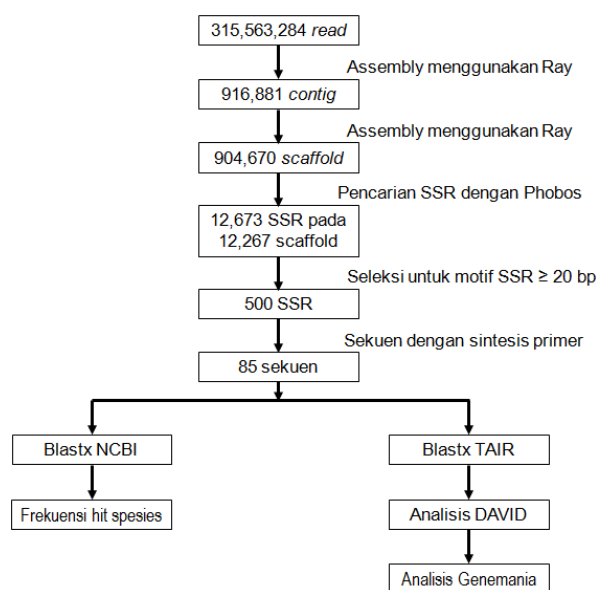 315,563,284 read
Assembly menggunakan Ray
916,881 contig
Assembly menggunakan Ray
904,670 scaffold
Pencarian SSR dengan Phobos
12,673 SSR pada
12,267 scaffold
Seleksi untuk motif SSR ≥ 20 bp
500 SSR
Sekuen dengan sintesis primer
85 sekuen
Blastx NCBI
Blastx TAIR
Frekuensi hit spesies
Analisis DAVID
Analisis Genemania